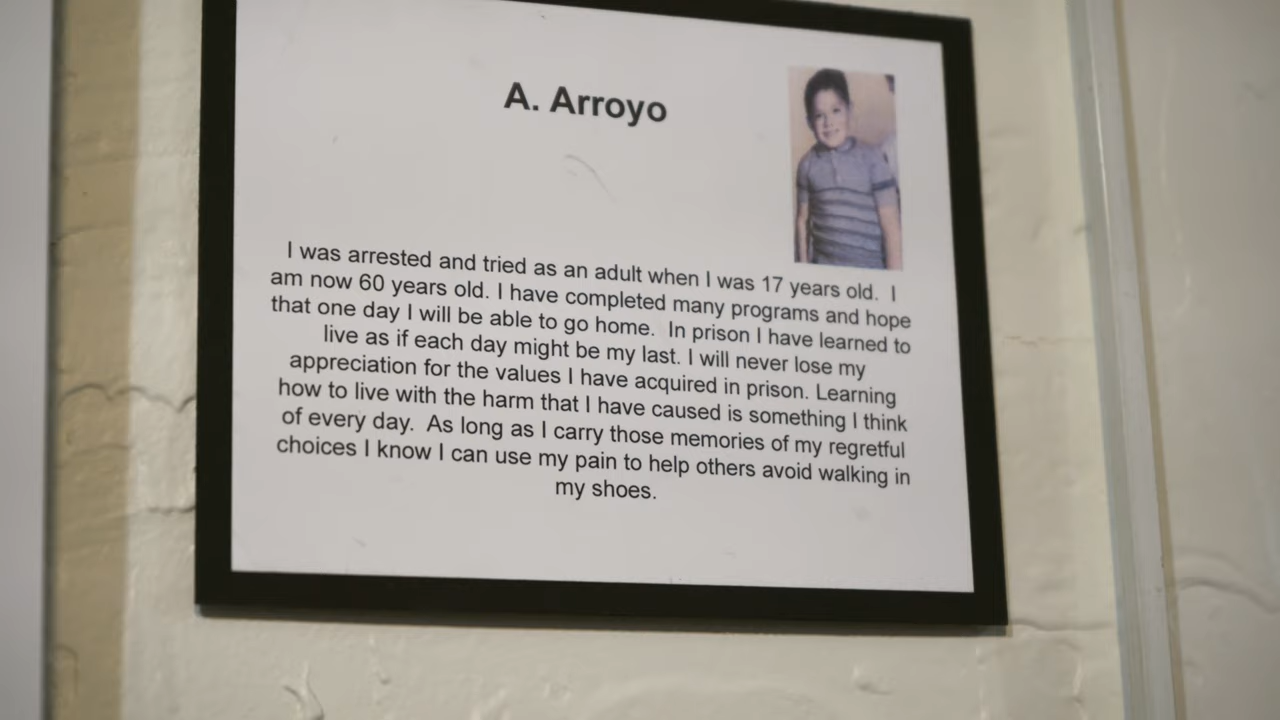 A. Arroyo
I was arrested and tried as an adult when I was 17 years old. I
am now 60 years old. I have completed many programs and hope
that one day I will be able to go home. In prison I have learned to
live as if each day might be my last. I will never lose my
appreciation for the values I have acquired in prison. Learning
how to live with the harm that I have caused is something I think
of every day. As long as I carry those memories of my regretful
choices I know I can use my pain to help others avoid walking in
my shoes.